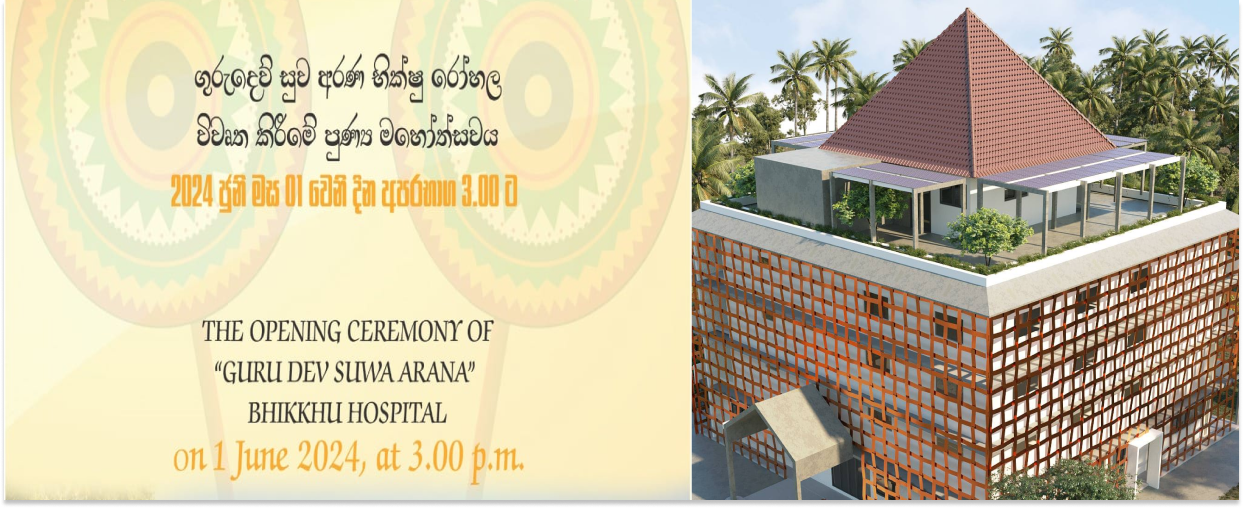 ගුරුදෙව් සුව අරණ භික්ෂු රෝහල
විවෘත කිරීමේ පුණ්‍ය මහෝත්සවය
2024 ජුනි මස 01 වෙනි දින අපරභාග 3.00 ට
THE OPENING CEREMONY OF
“GURU DEV SUWA ARANA”
BHIKKHU HOSPITAL
on 1 June 2024, at 3.00 p.m.